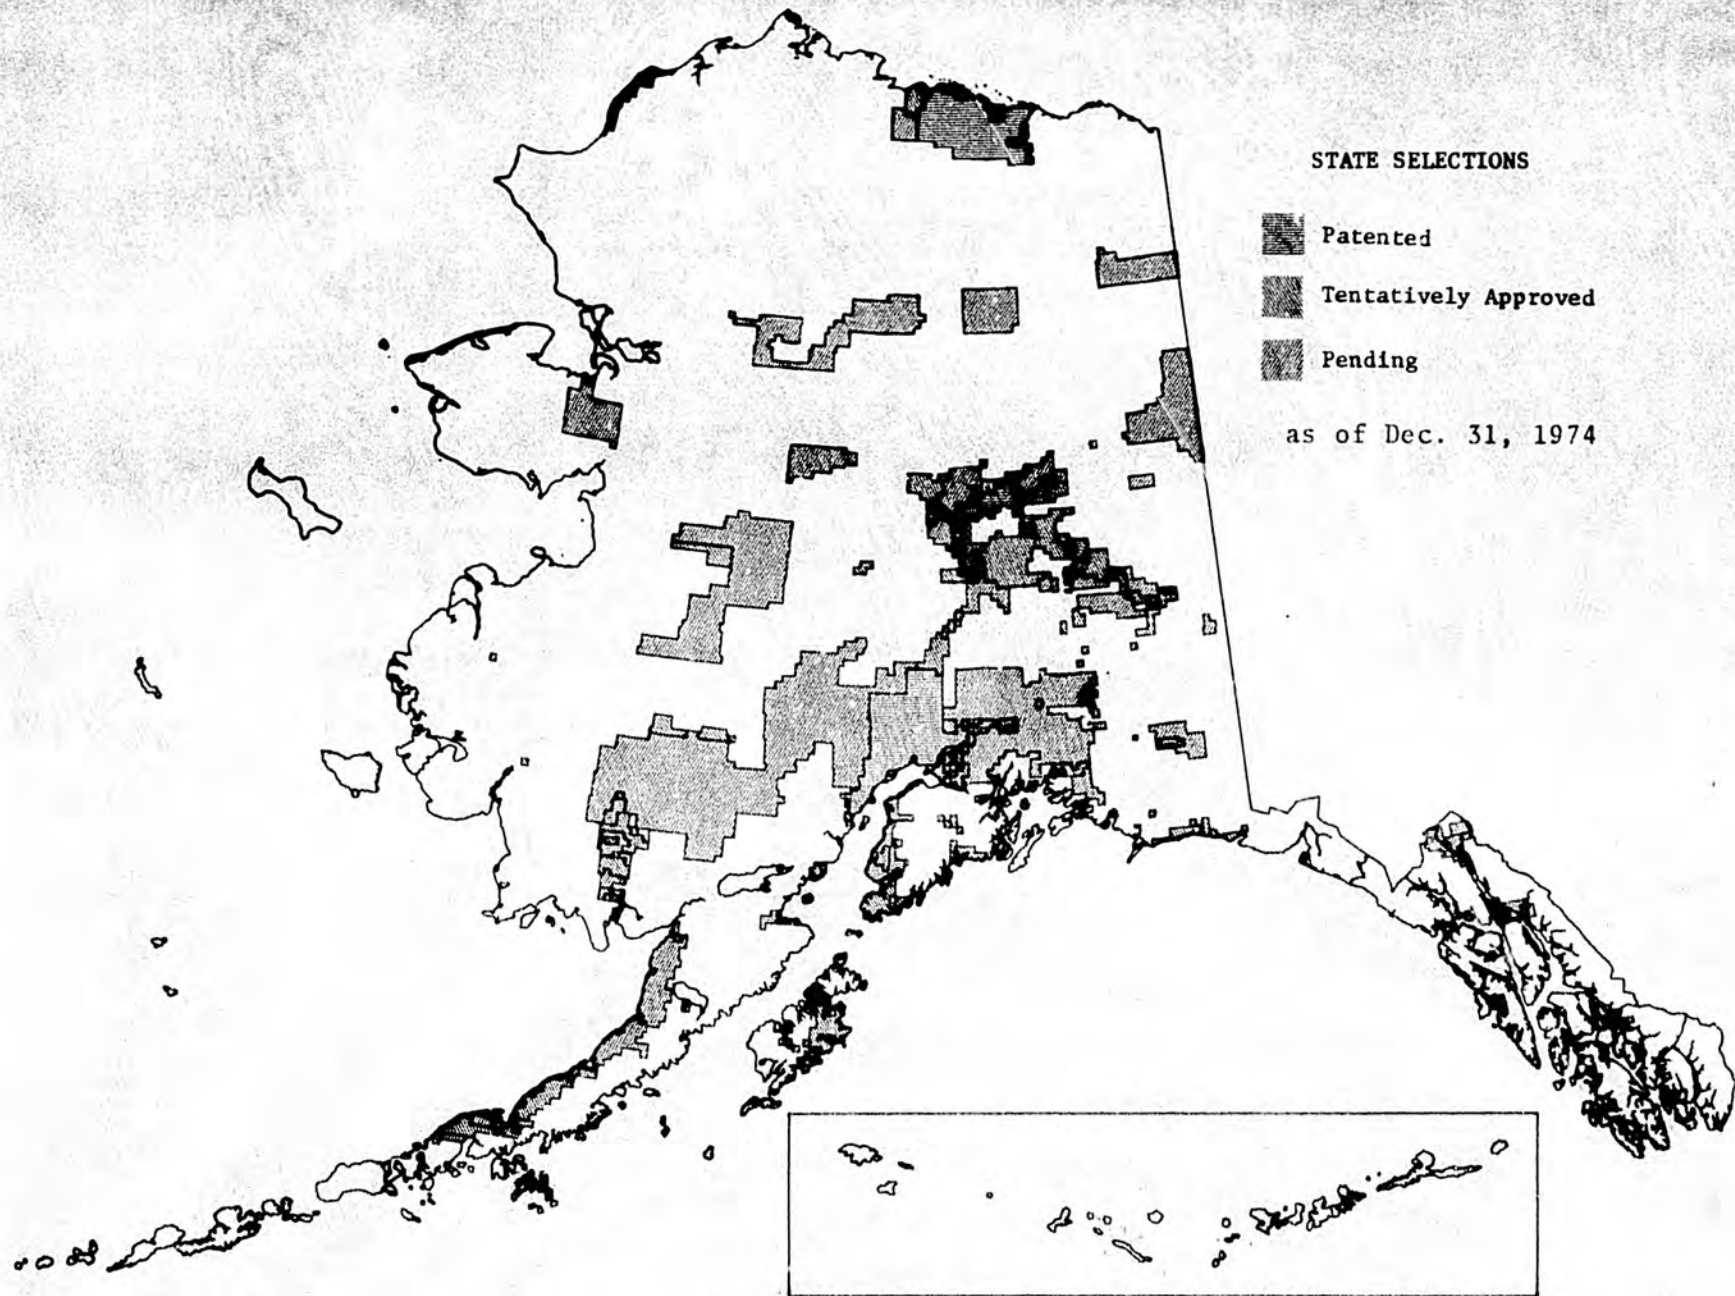 STATE SELECTIONS
Patented
Tentatively Approved
Pending
as of Dec. 31, 1974